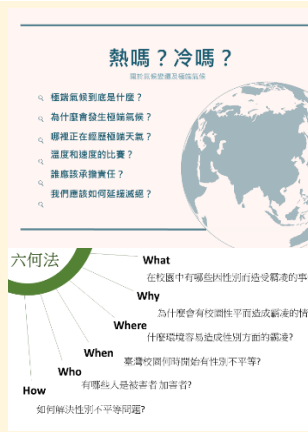 熱嗎？冷嗎？
關於氣候變遷及極端氣候
極端氣候到底是什麼？
為什麼會發生極端氣候？
哪裡正在經歷極端天氣？
溫度和速度的比賽？
誰應該承擔責任？
我們應該如何延緩滅絕？
六何法
What
在校園中有哪些因性別而造受霸凌的事
Why
為什麼會有校園性平而造成霸凌的情
Where
什麼環境容易造成性別方面的霸凌?
When
臺灣校園何時開始有性別不平等?
Who
有哪些人是被害者 加害者?
How
如何解決性別不平等問題?